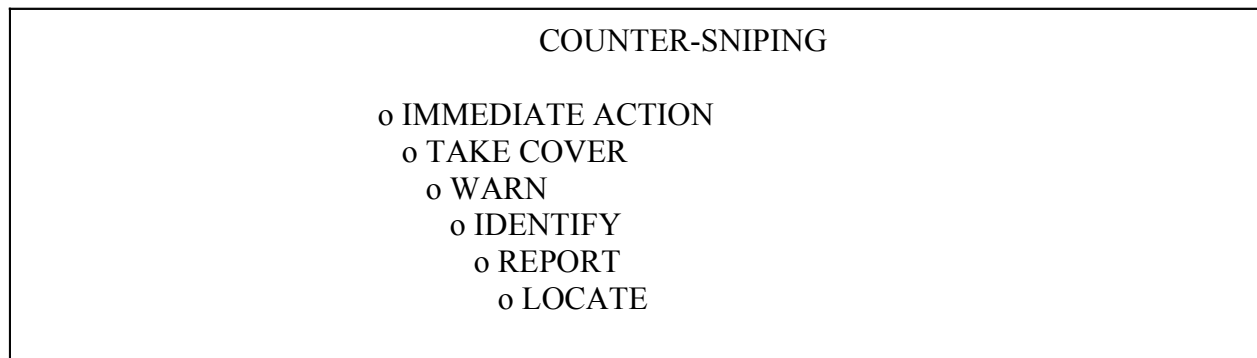 COUNTER-SNIPING
o IMMEDIATE ACTION
o TAKE COVER
o WARN
o IDENTIFY
o REPORT
o LOCATE